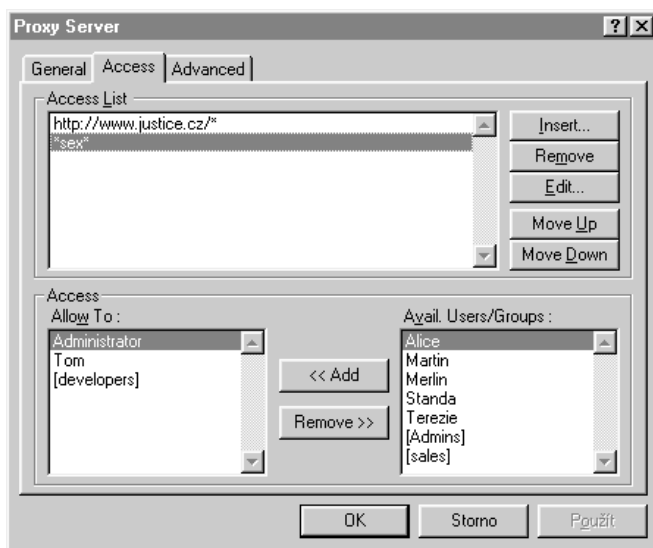 Proxy Server
General Access Advanced
Access List
http://www.justice.cz/*
*sex*
Insert...
Remove
Edit...
Move Up
Move Down
Access
Allow To :
Administrator
Tom
[developers]
<< Add
Remove >>
Avail. Users/Groups :
Alice
Martin
Merlin
Standa
Terezie
[Admins]
[sales]
OK Storno Použít